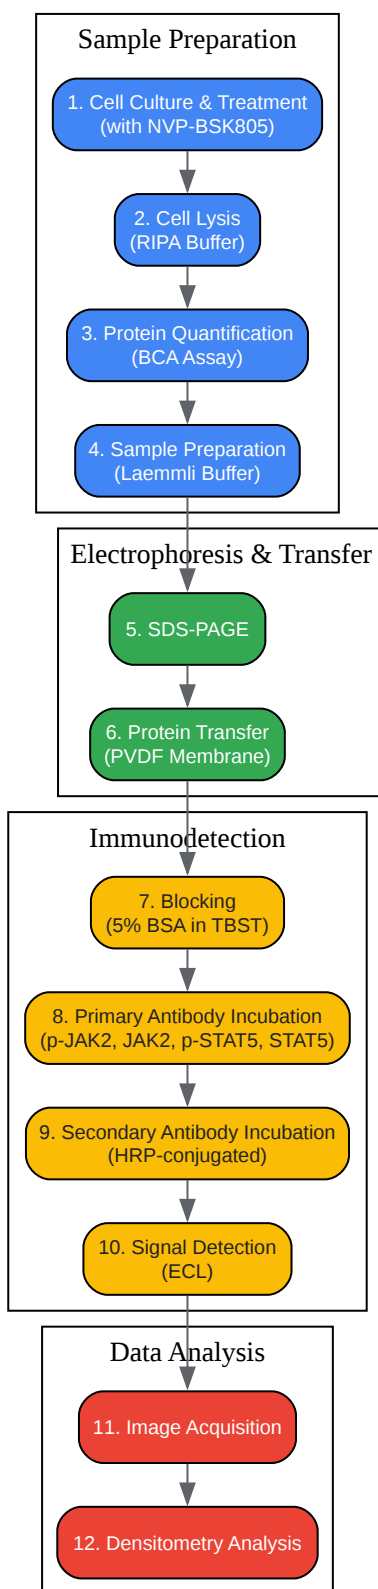 Sample Preparation
1. Cell Culture & Treatment
(with NVP-BSK805)
2. Cell Lysis
(RIPA Buffer)
3. Protein Quantification
(BCA Assay)
4. Sample Preparation
(Laemmli Buffer)
Electrophoresis & Transfer
5. SDS-PAGE
6. Protein Transfer
(PVDF Membrane)
Immunodetection
7. Blocking
(5% BSA in TBST)
8. Primary Antibody Incubation
(p-JAK2, JAK2, p-STAT5, STAT5)
9. Secondary Antibody Incubation
(HRP-conjugated)
10. Signal Detection
(ECL)
Data Analysis
11. Image Acquisition
12. Densitometry Analysis